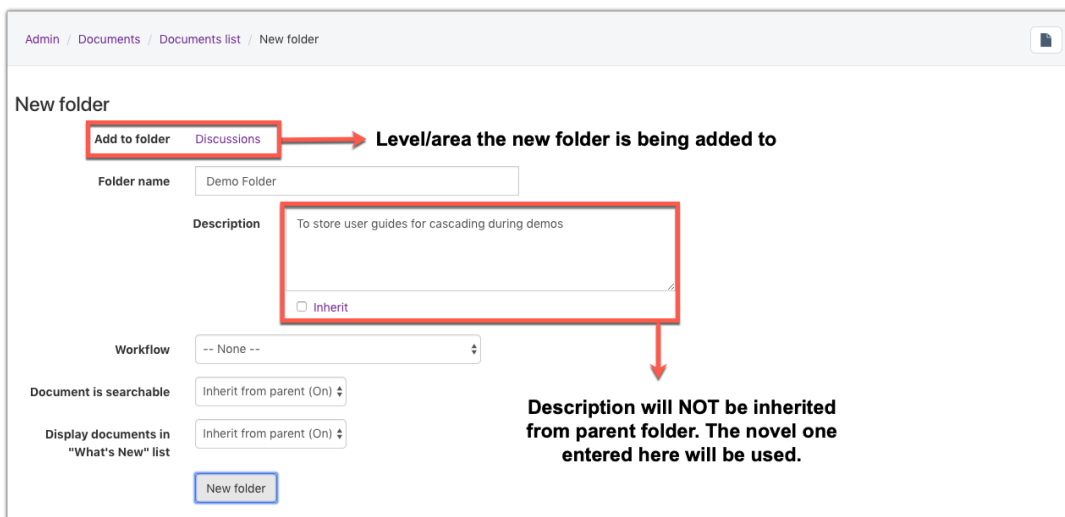 Admin / Documents / Documents list / New folder
New folder
Add to folder Discussions
Level/area the new folder is being added to
Folder name Demo Folder
Description To store user guides for cascading during demos
Inherit
Workflow -- None --
Document is searchable Inherit from parent (On)
Display documents in
"What's New" list Inherit from parent (On)
Description will NOT be inherited
from parent folder. The novel one
entered here will be used.
New folder